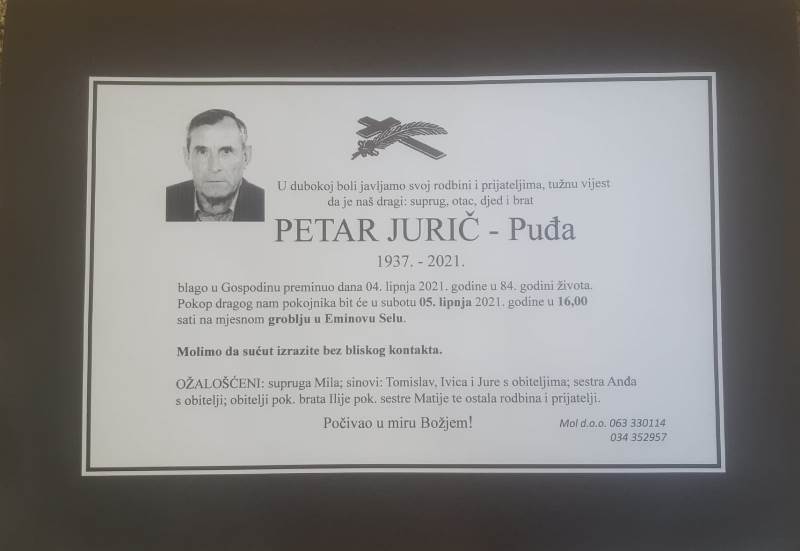 U dubokoj boli javljamo svoj rodbini i prijateljima, tužnu vijest
da je naš dragi: suprug, otac, djed i brat
PETAR JURIČ - Puđa
1937. - 2021.
blago u Gospodinu preminuo dana 04. lipnja 2021. godine u 84. godini života.
Pokop dragog nam pokojnika bit će u subotu 05. lipnja 2021. godine u 16,00
sati na mjesnom groblju u Eminovu Selu.
Molimo da sućut izrazite bez bliskog kontakta.
OŽALOŠĆENI: supruga Mila; sinovi: Tomislav, Ivica i Jure s obiteljima; sestra Anđa
s obitelji; obitelji pok. brata Ilije pok. sestre Matije te ostala rodbina i prijatelji.
Počivao u miru Božjem!
Mol d.o.o. 063 330114
034 352957